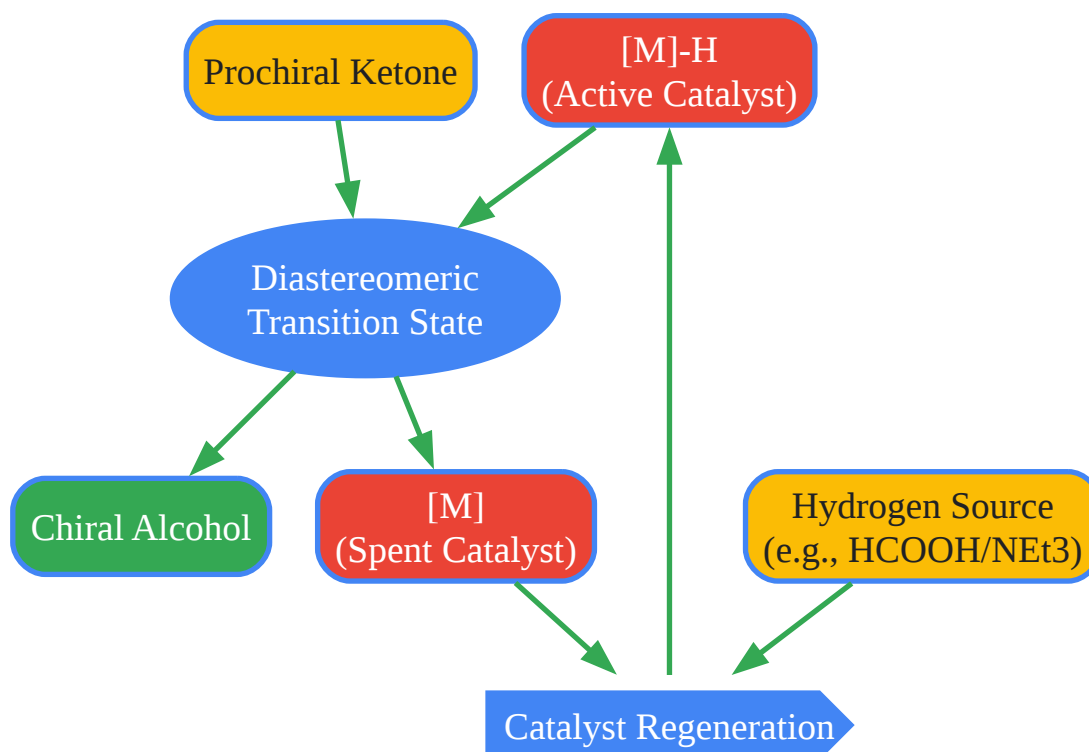 Prochiral Ketone
[M]-H
(Active Catalyst)
Diastereomeric
Transition State
Chiral Alcohol
[M]
(Spent Catalyst)
Hydrogen Source
(e.g., HCOOH/NEt3)
Catalyst Regeneration